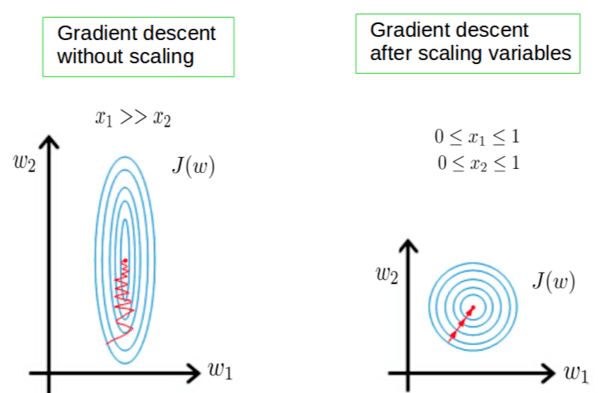 Gradient descent
without scaling
x₁ >> x₂
w₂
J(w)
w₁
Gradient descent
after scaling variables
0 ≤ x₁ ≤ 1
0 ≤ x₂ ≤ 1
w₂
J(w)
w₁